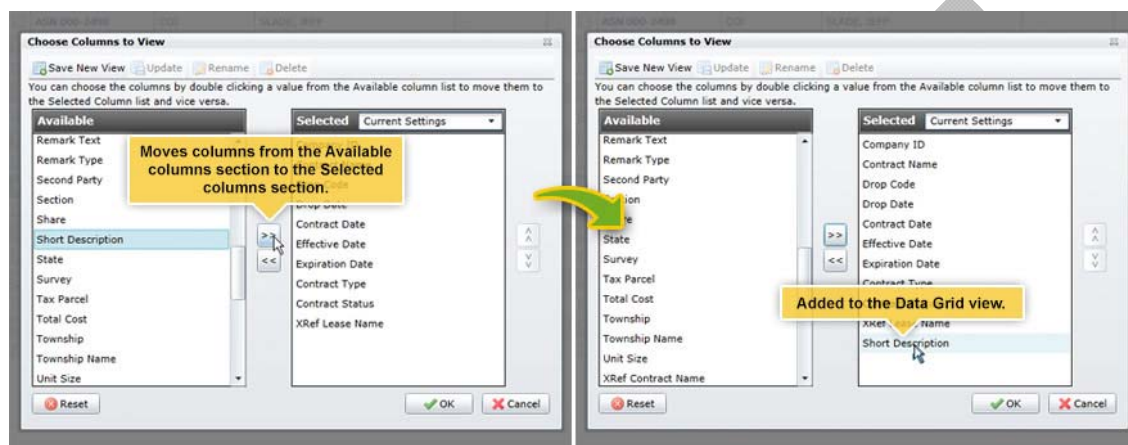 Choose Columns to View
Save New View Update Rename Delete
You can choose the columns by double clicking a value from the Available column list to move them to
the Selected Column list and vice versa.
Available
Remark Text
Remark Type
Second Party
Section
Share
Short Description
State
Survey
Tax Parcel
Total Cost
Township
Township Name
Unit Size
Moves columns from the Available
columns section to the Selected
columns section.
>>
<<
Selected Current Settings
Drop Date
Contract Date
Effective Date
Expiration Date
Contract Type
Contract Status
XRef Lease Name
Reset
OK
Cancel
Choose Columns to View
Save New View Update Rename Delete
You can choose the columns by double clicking a value from the Available column list to move them to
the Selected Column list and vice versa.
Available
Remark Text
Remark Type
Second Party
State
Survey
Tax Parcel
Total Cost
Township
Township Name
Unit Size
XRef Contract Name
>>
<<
Selected Current Settings
Company ID
Contract Name
Drop Code
Drop Date
Contract Date
Effective Date
Expiration Date
Contract Type
Added to the Data Grid view.
XRef Lease Name
Short Description
Reset
OK
Cancel